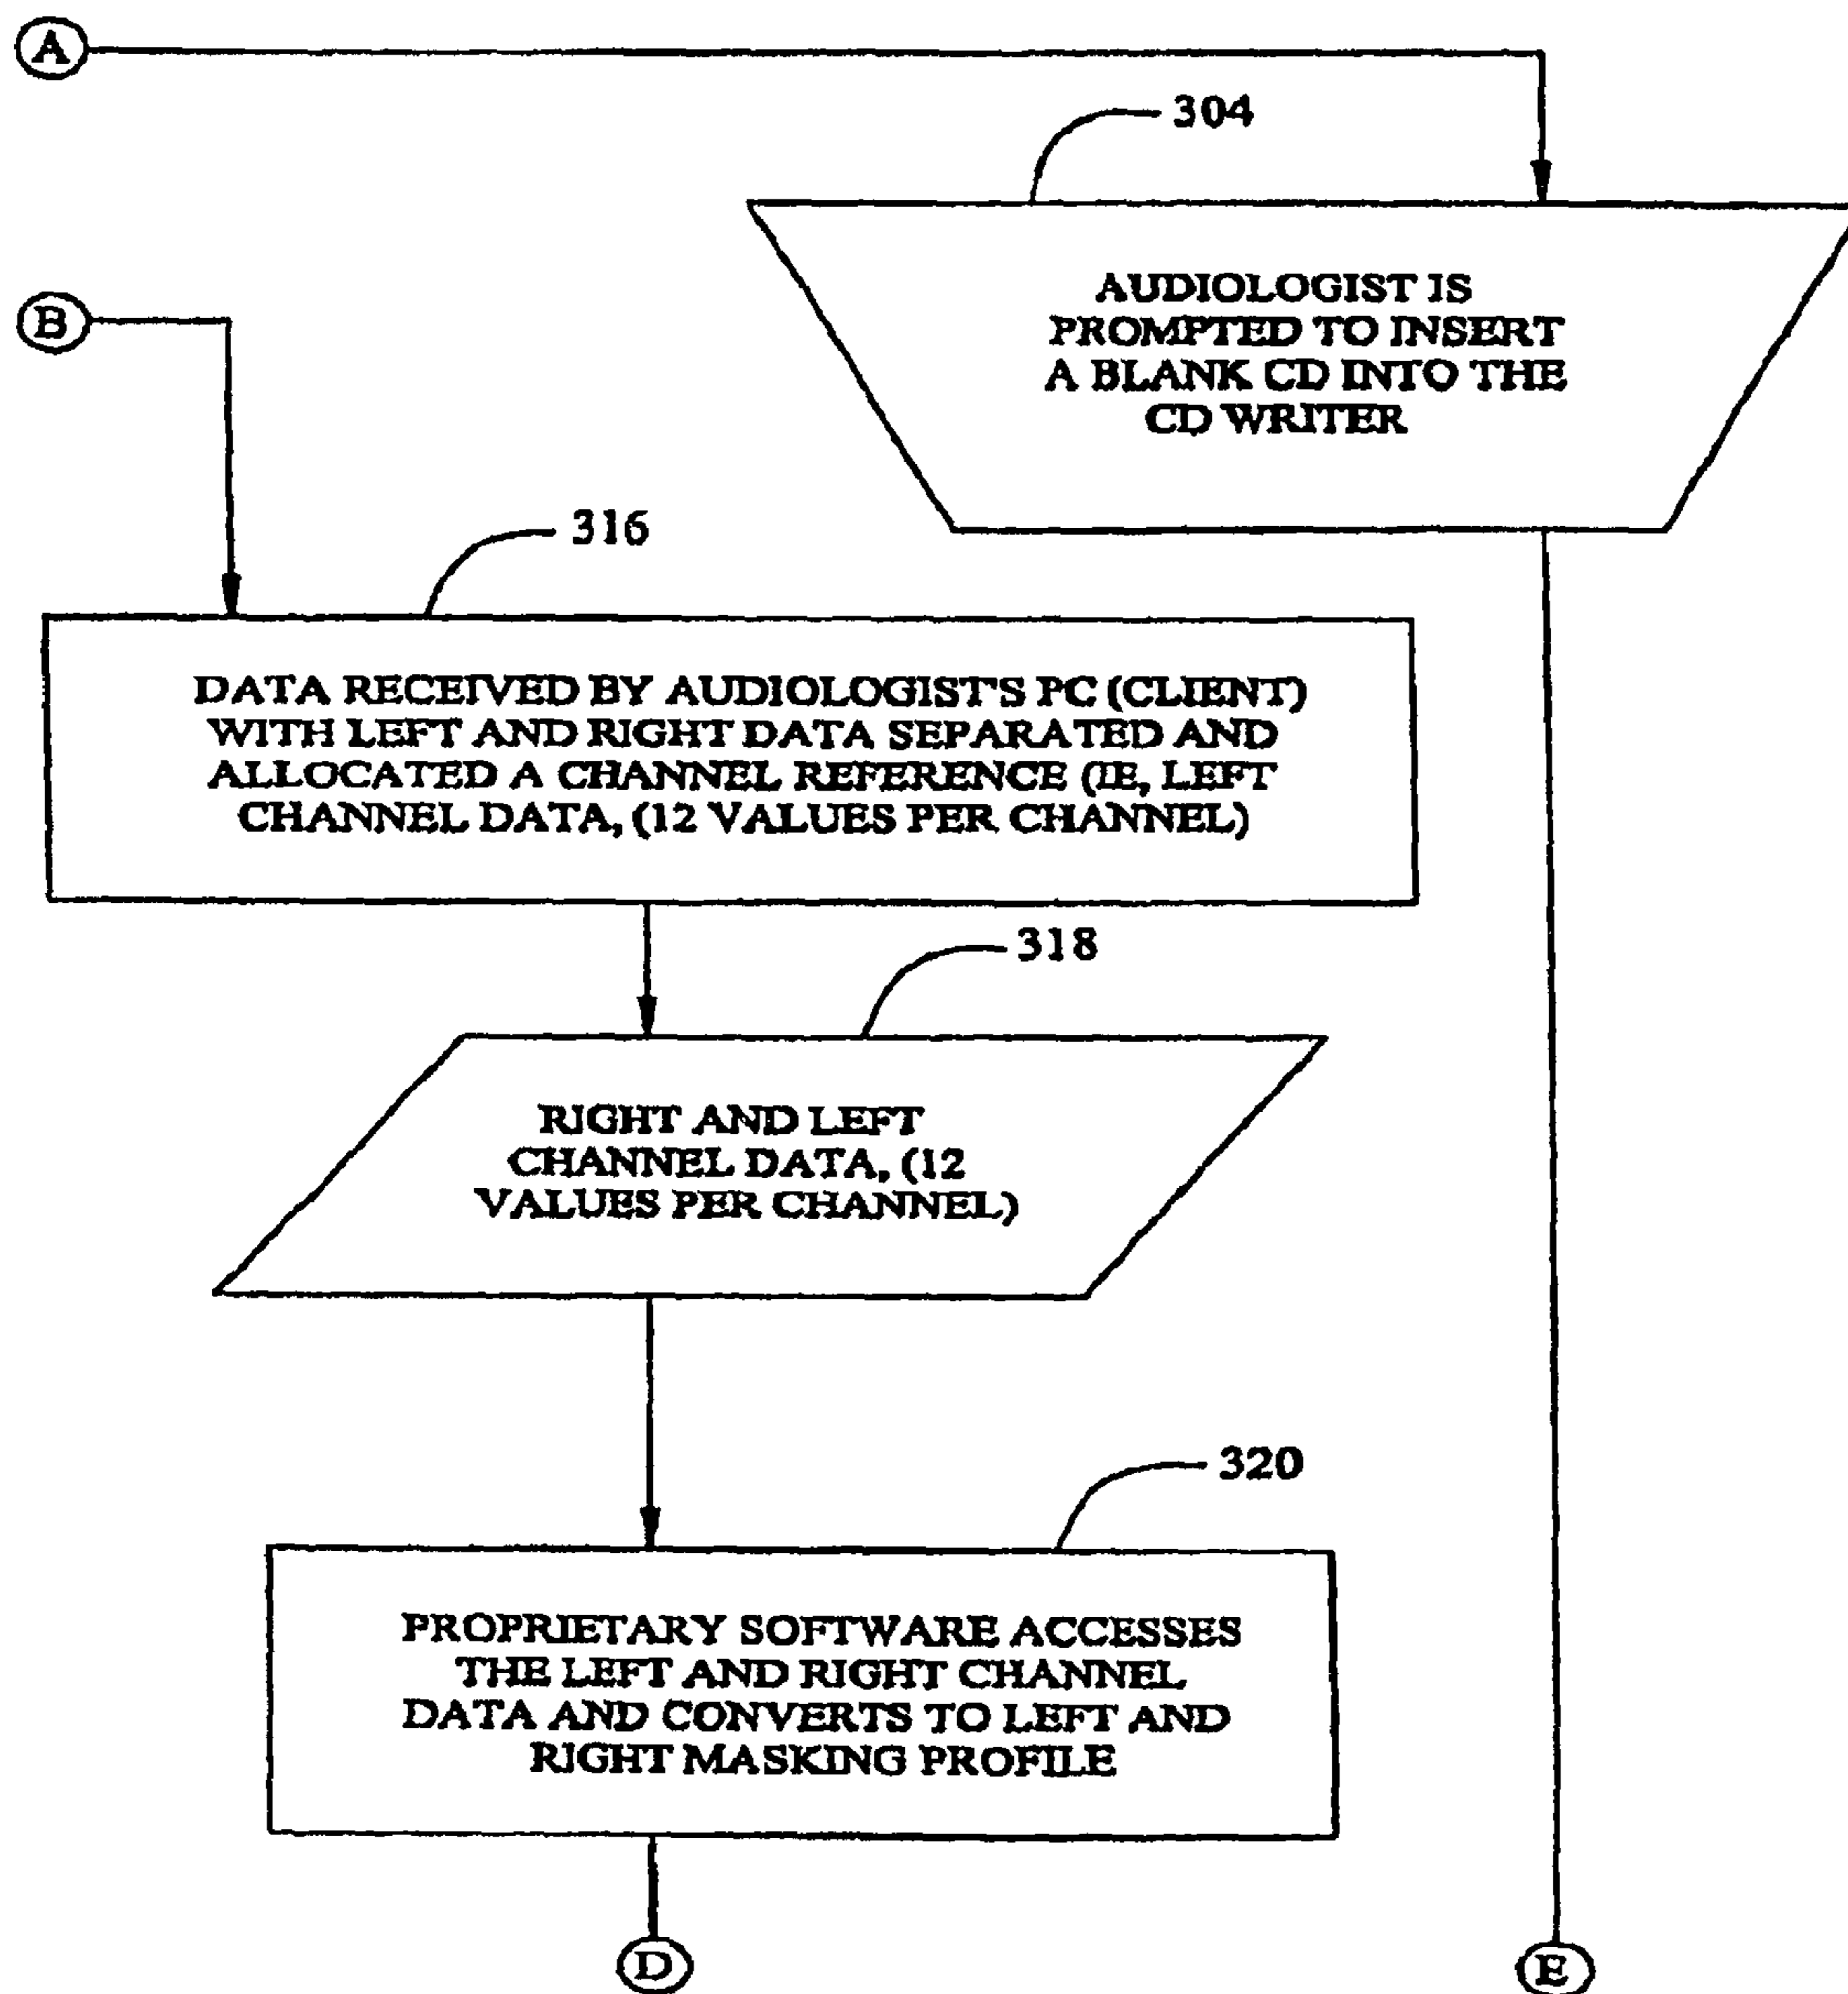 A
304
AUDIOLOGIST IS
PROMPTED TO INSERT
A BLANK CD INTO THE
CD WRITER
B
316
DATA RECEIVED BY AUDIOLOGIST'S PC (CLIENT)
WITH LEFT AND RIGHT DATA SEPARATED AND
ALLOCATED A CHANNEL REFERENCE (IE, LEFT
CHANNEL DATA, (12 VALUES PER CHANNEL)
318
RIGHT AND LEFT
CHANNEL DATA, (12
VALUES PER CHANNEL)
320
PROPRIETARY SOFTWARE ACCESSES
THE LEFT AND RIGHT CHANNEL
DATA AND CONVERTS TO LEFT AND
RIGHT MASKING PROFILE
D
E